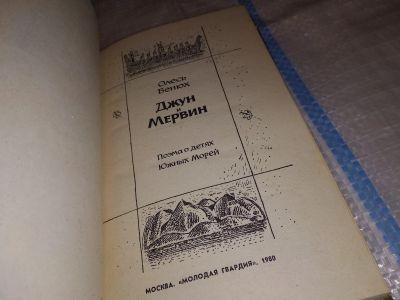 Олесь
Бенюх
Джун
и
Мервин
Поэма о детях
Южных Морей
МОСКВА, «МОЛОДАЯ ГВАРДИЯ», 1980